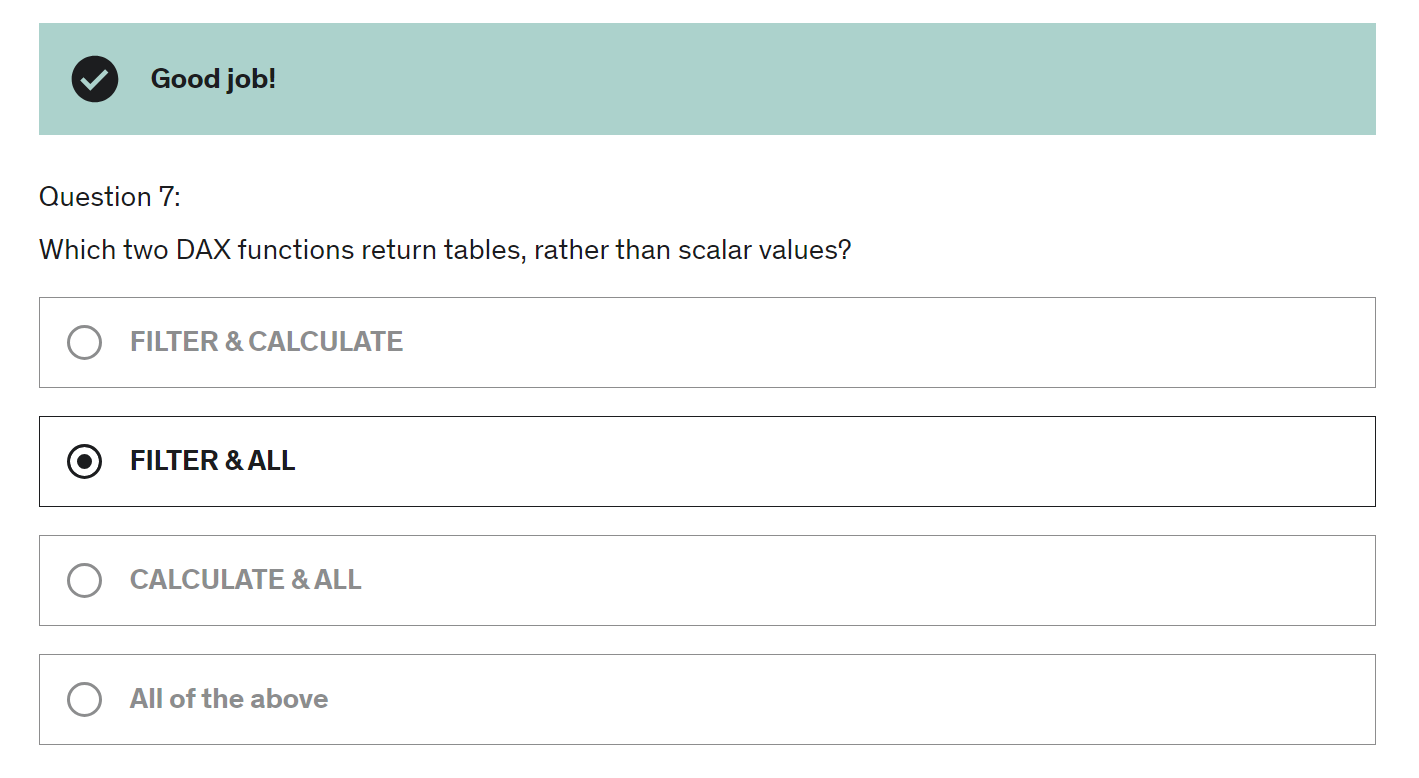 Good job!
Question 7:
Which two DAX functions return tables, rather than scalar values?
FILTER & CALCULATE
FILTER & ALL
CALCULATE & ALL
All of the above